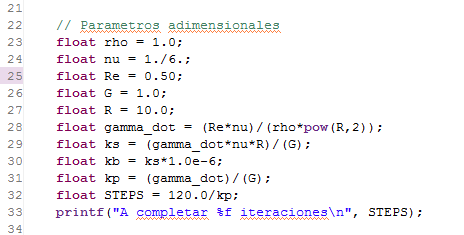 21
22 // Parametros adimensionales
23 float rho = 1.0;
24 float nu = 1./6.;
25 float Re = 0.50;
26 float G = 1.0;
27 float R = 10.0;
28 float gamma_dot = (Re*nu)/(rho*pow(R,2));
29 float ks = (gamma_dot*nu*R)/(G);
30 float kb = ks*1.0e-6;
31 float kp = (gamma_dot)/(G);
32 float STEPS = 120.0/kp;
33 printf("A completar %f iteraciones\n", STEPS);
34